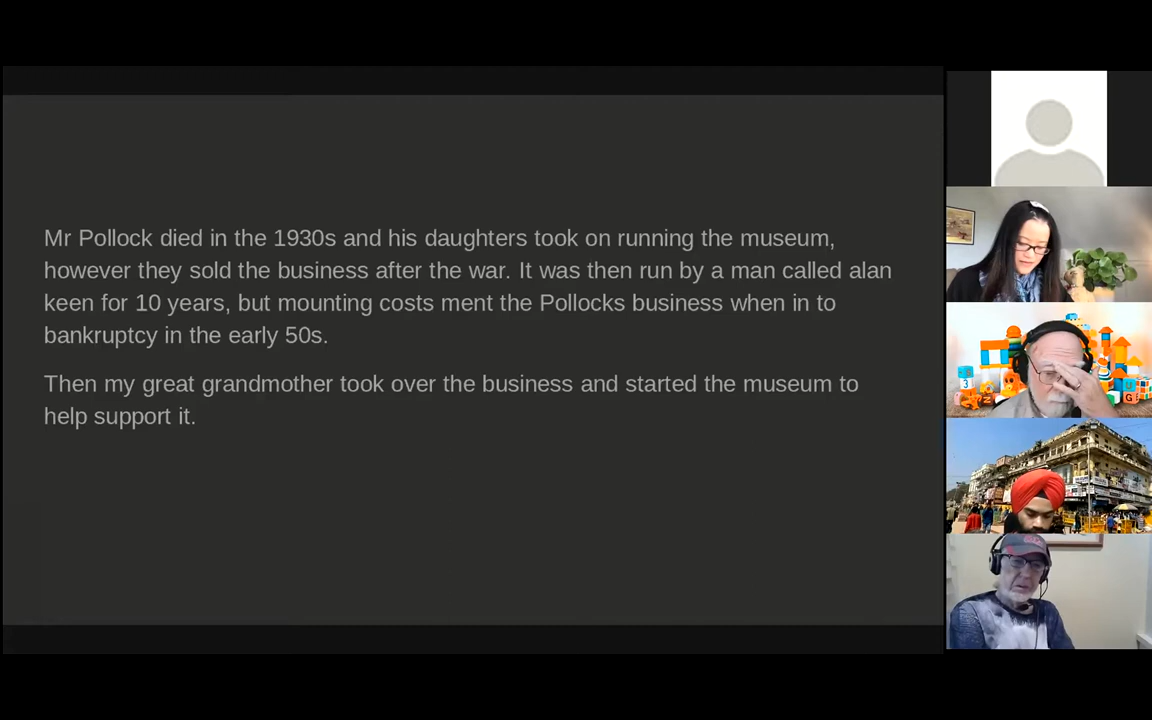 Mr Pollock died in the 1930s and his daughters took on running the museum,
however they sold the business after the war. It was then run by a man called alan
keen for 10 years, but mounting costs ment the Pollocks business when in to
bankruptcy in the early 50s.
Then my great grandmother took over the business and started the museum to
help support it.